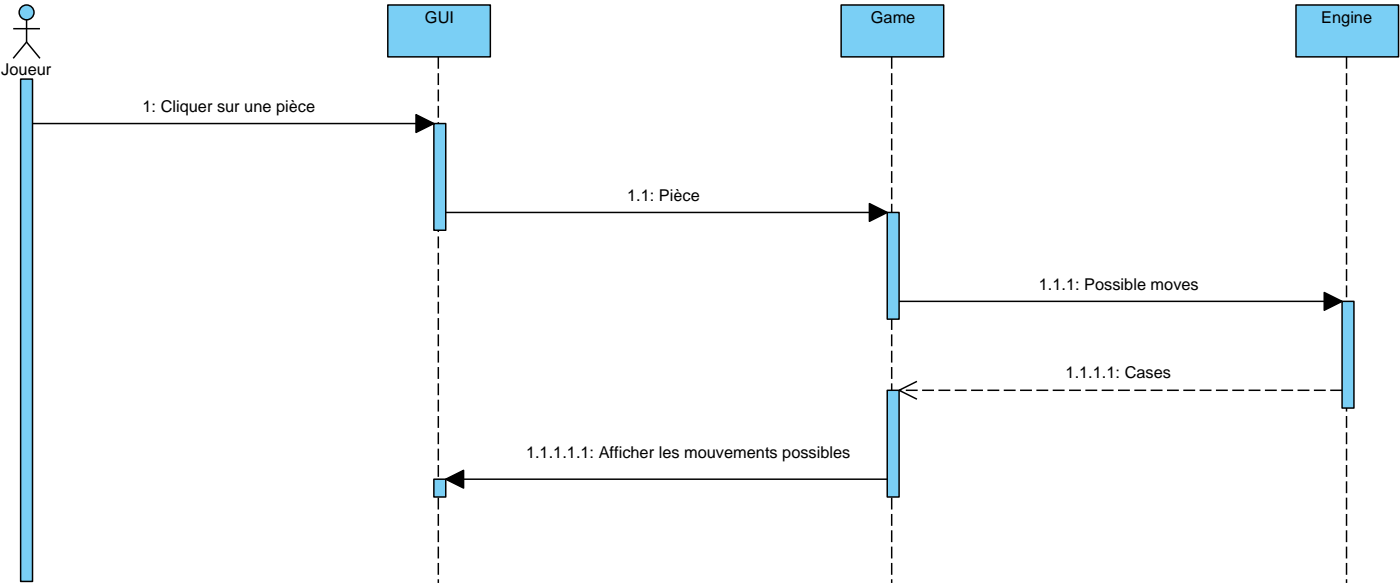 GUI
Game
Engine
Joueur
1: Cliquer sur une pièce
1.1: Pièce
1.1.1: Possible moves
1.1.1.1: Cases
1.1.1.1.1: Afficher les mouvements possibles